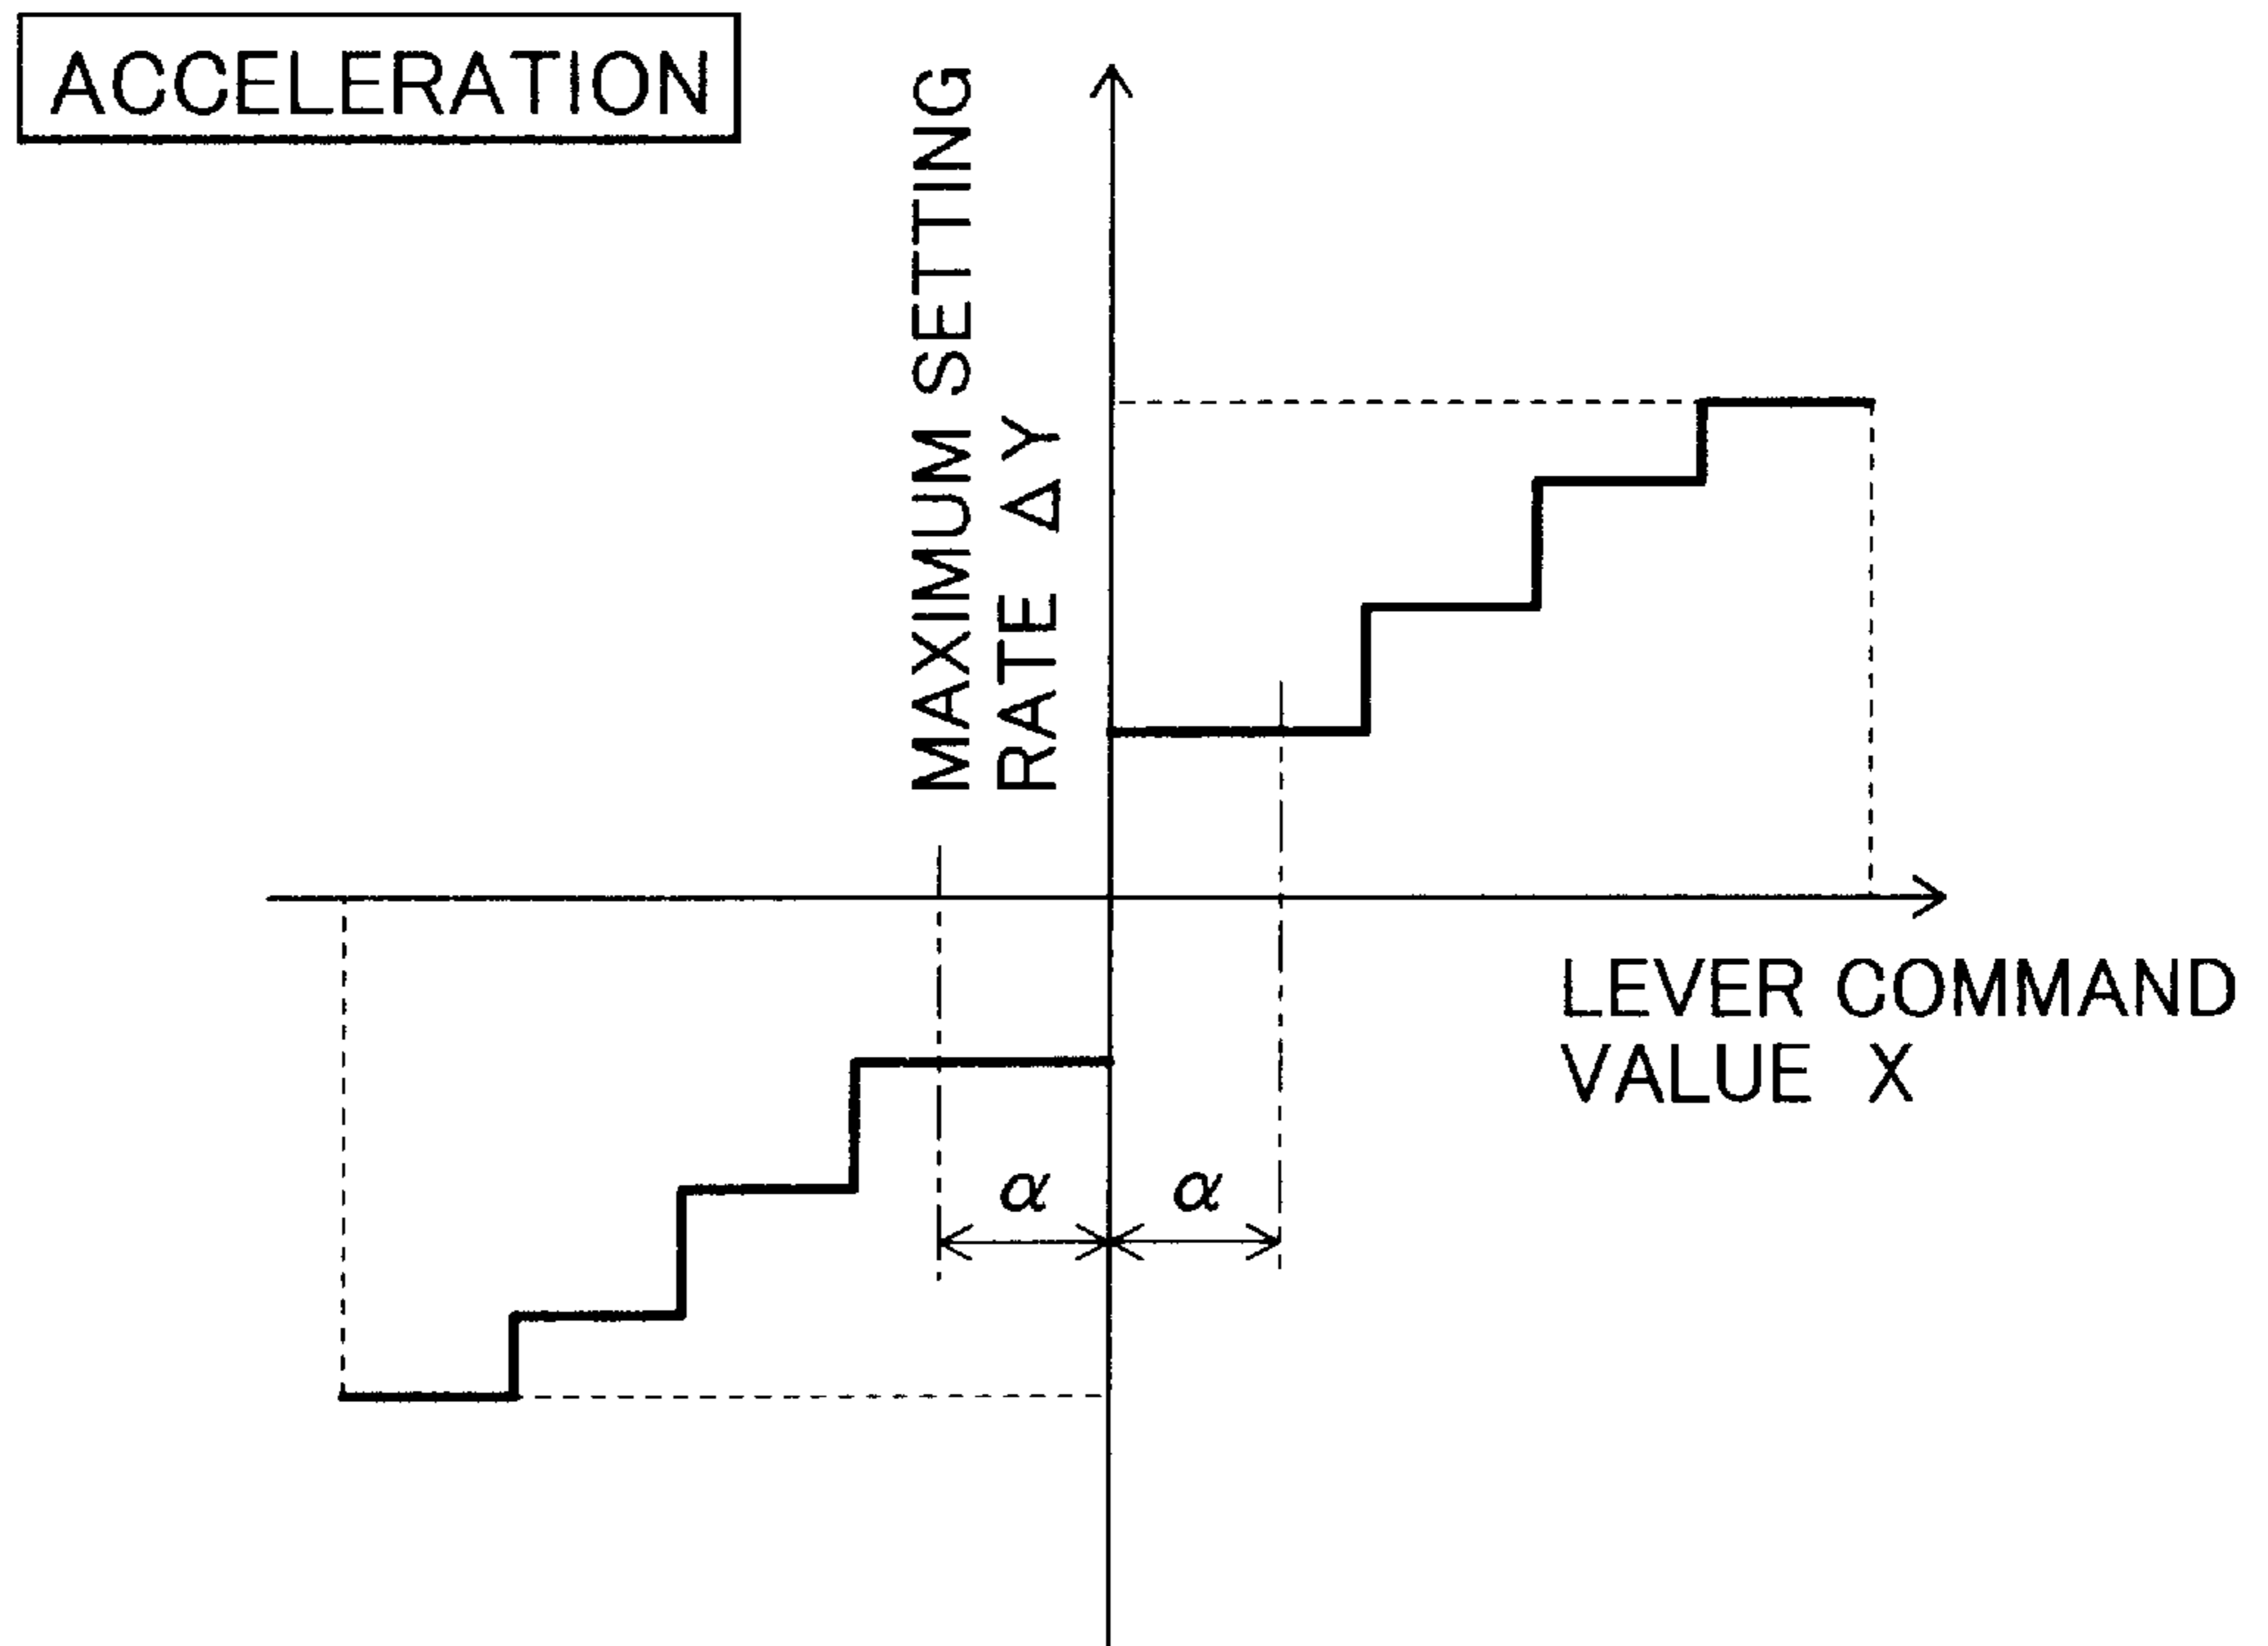 ACCELERATION
MAXIMUM SETTING
RATE ΔY
LEVER COMMAND
VALUE X
α
α